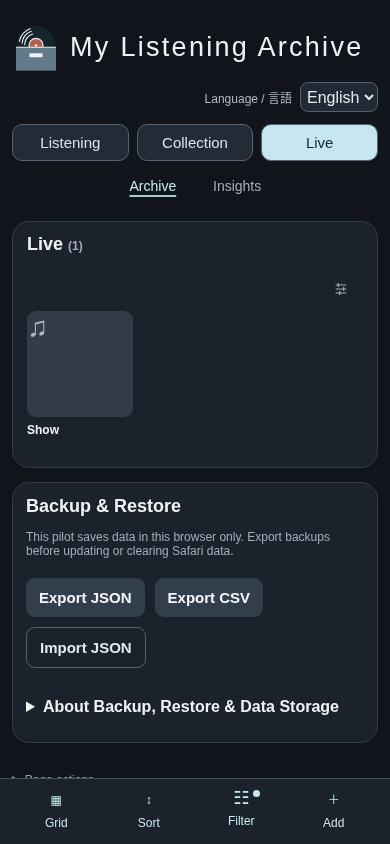 My Listening Archive
Language / 言語 English
Listening Collection Live
Archive Insights
Live (1)
Show
Backup & Restore
This pilot saves data in this browser only. Export backups
before updating or clearing Safari data.
Export JSON Export CSV
Import JSON
About Backup, Restore & Data Storage
Page actions
Grid Sort Filter Add